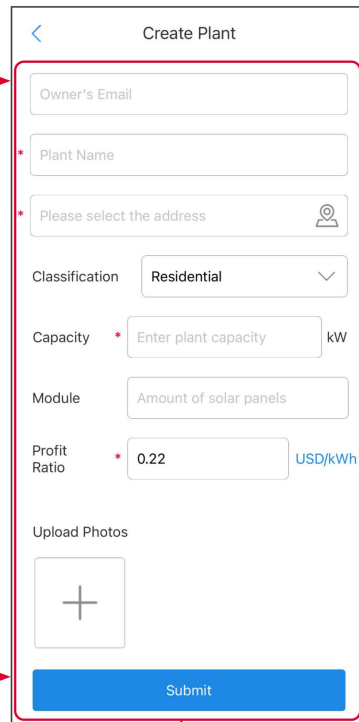 Create Plant
Owner's Email
* Plant Name
* Please select the address
Classification Residential
Capacity * Enter plant capacity kW
Module Amount of solar panels
Profit
Ratio * 0.22 USD/kWh
Upload Photos
Submit